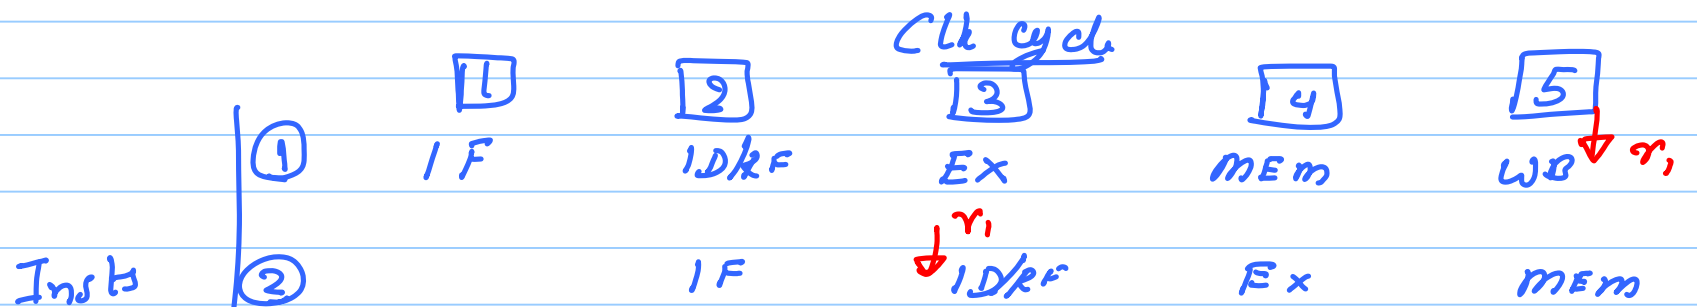 Clk cycle
1 2 3 4 5
1 IF ID/RF Ex MEM WB r1
r1
Insts 2 IF ID/RF Ex MEM